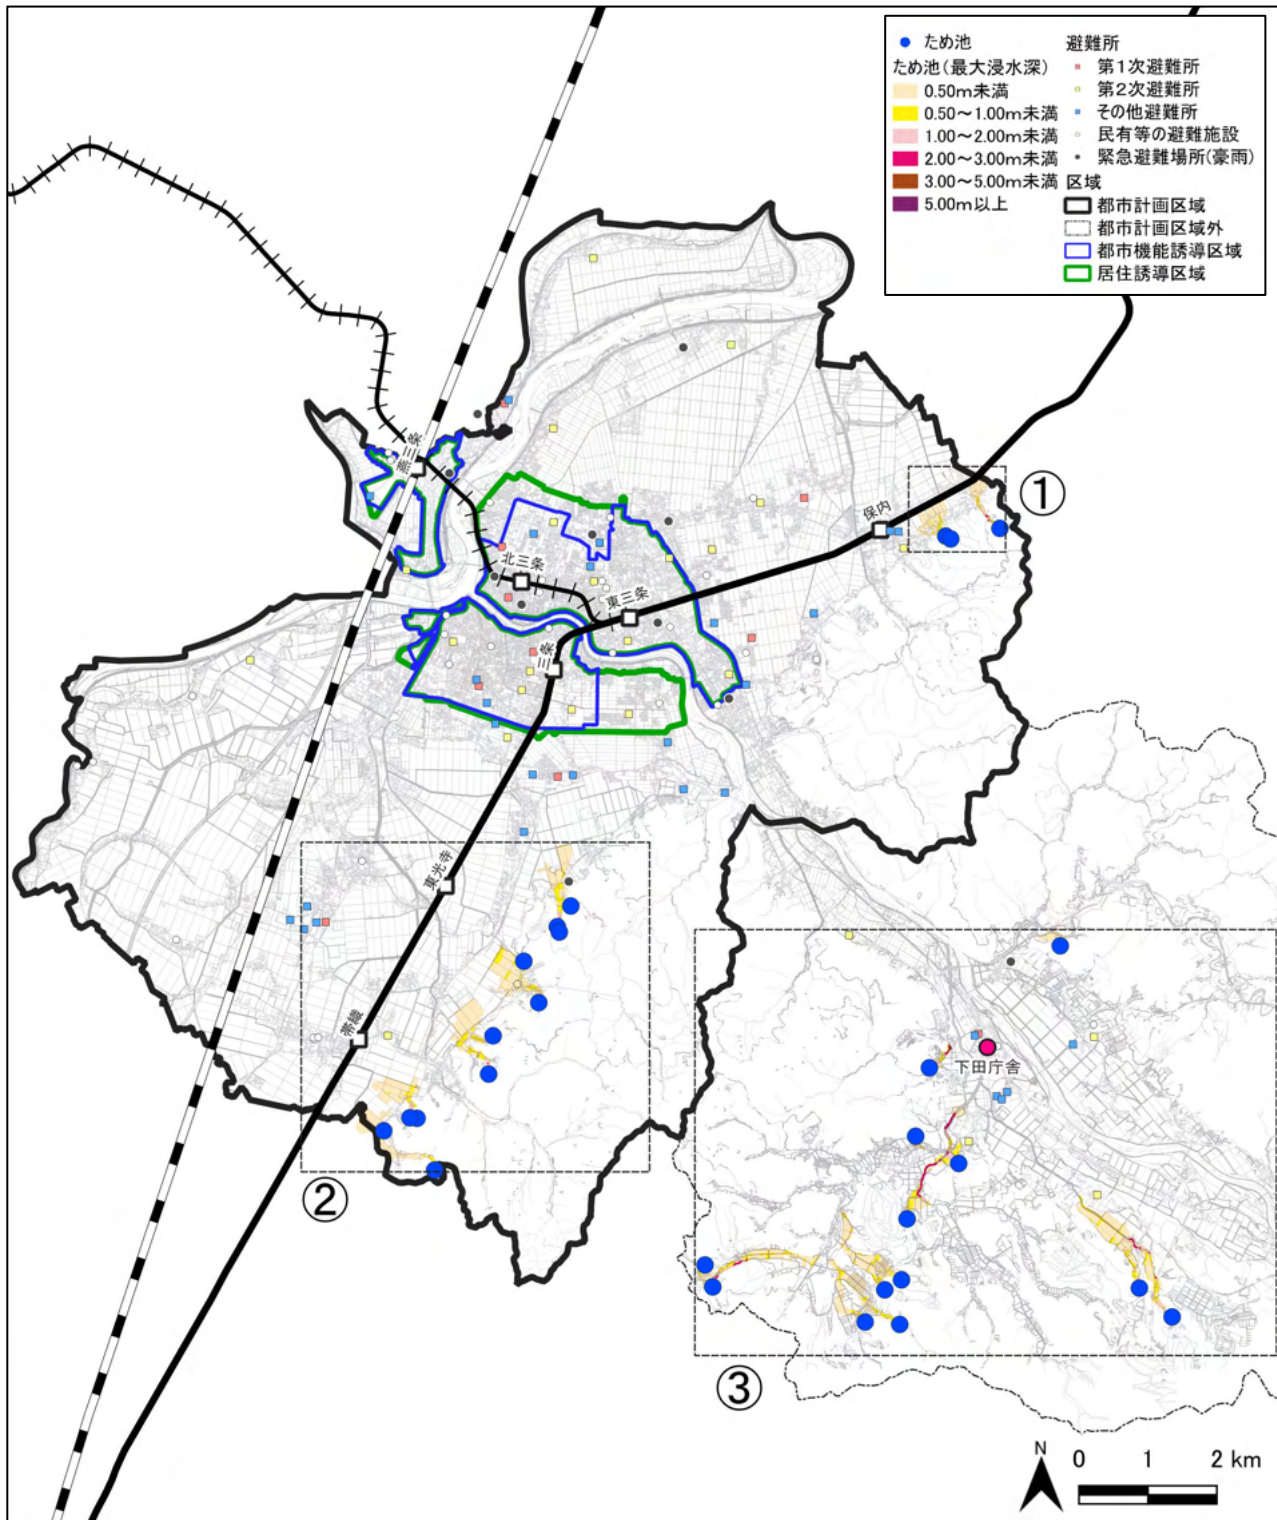 ため池
ため池(最大浸水深)
0.50m未満
0.50～1.00m未満
1.00～2.00m未満
2.00～3.00m未満
3.00～5.00m未満
5.00m以上
避難所
第1次避難所
第2次避難所
その他避難所
民有等の避難施設
緊急避難場所(豪雨)
区域
都市計画区域
都市計画区域外
都市機能誘導区域
居住誘導区域
燕三条
①
保内
北三条
東三条
三条
東光寺
帯織
下田庁舎
②
③
N
0 1 2 km